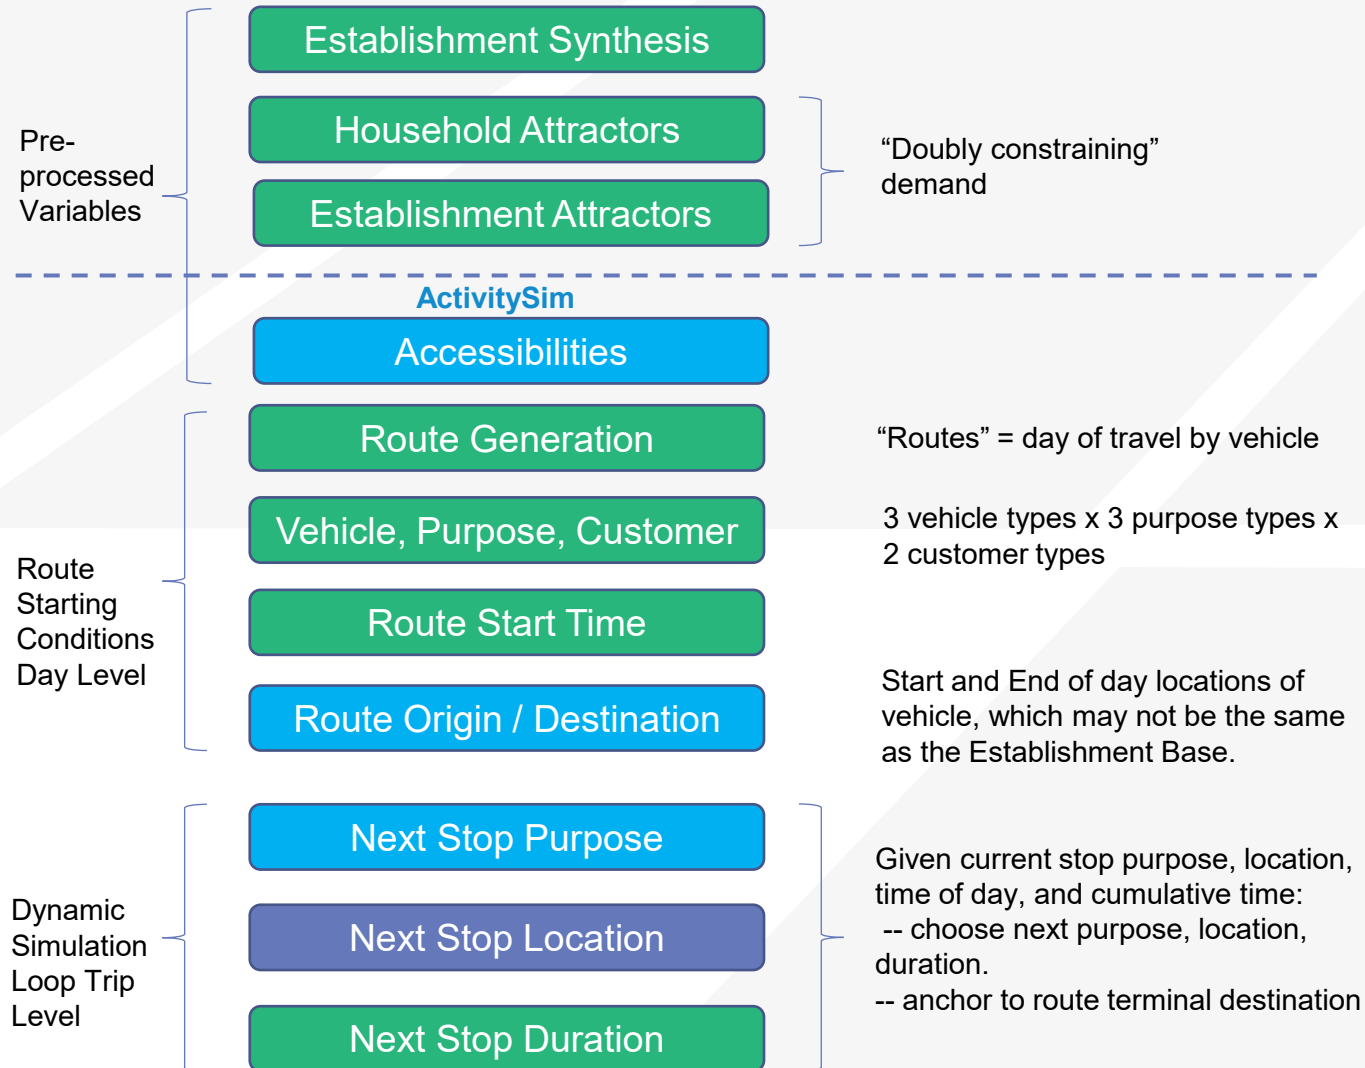 Establishment Synthesis
Household Attractors
Establishment Attractors
Pre-
processed
Variables
“Doubly constraining”
demand
ActivitySim
Accessibilities
Route Generation
“Routes” = day of travel by vehicle
Vehicle, Purpose, Customer
3 vehicle types x 3 purpose types x
2 customer types
Route
Starting
Conditions
Day Level
Route Start Time
Route Origin / Destination
Start and End of day locations of
vehicle, which may not be the same
as the Establishment Base.
Next Stop Purpose
Next Stop Location
Next Stop Duration
Dynamic
Simulation
Loop Trip
Level
Given current stop purpose, location,
time of day, and cumulative time:
-- choose next purpose, location,
duration.
-- anchor to route terminal destination